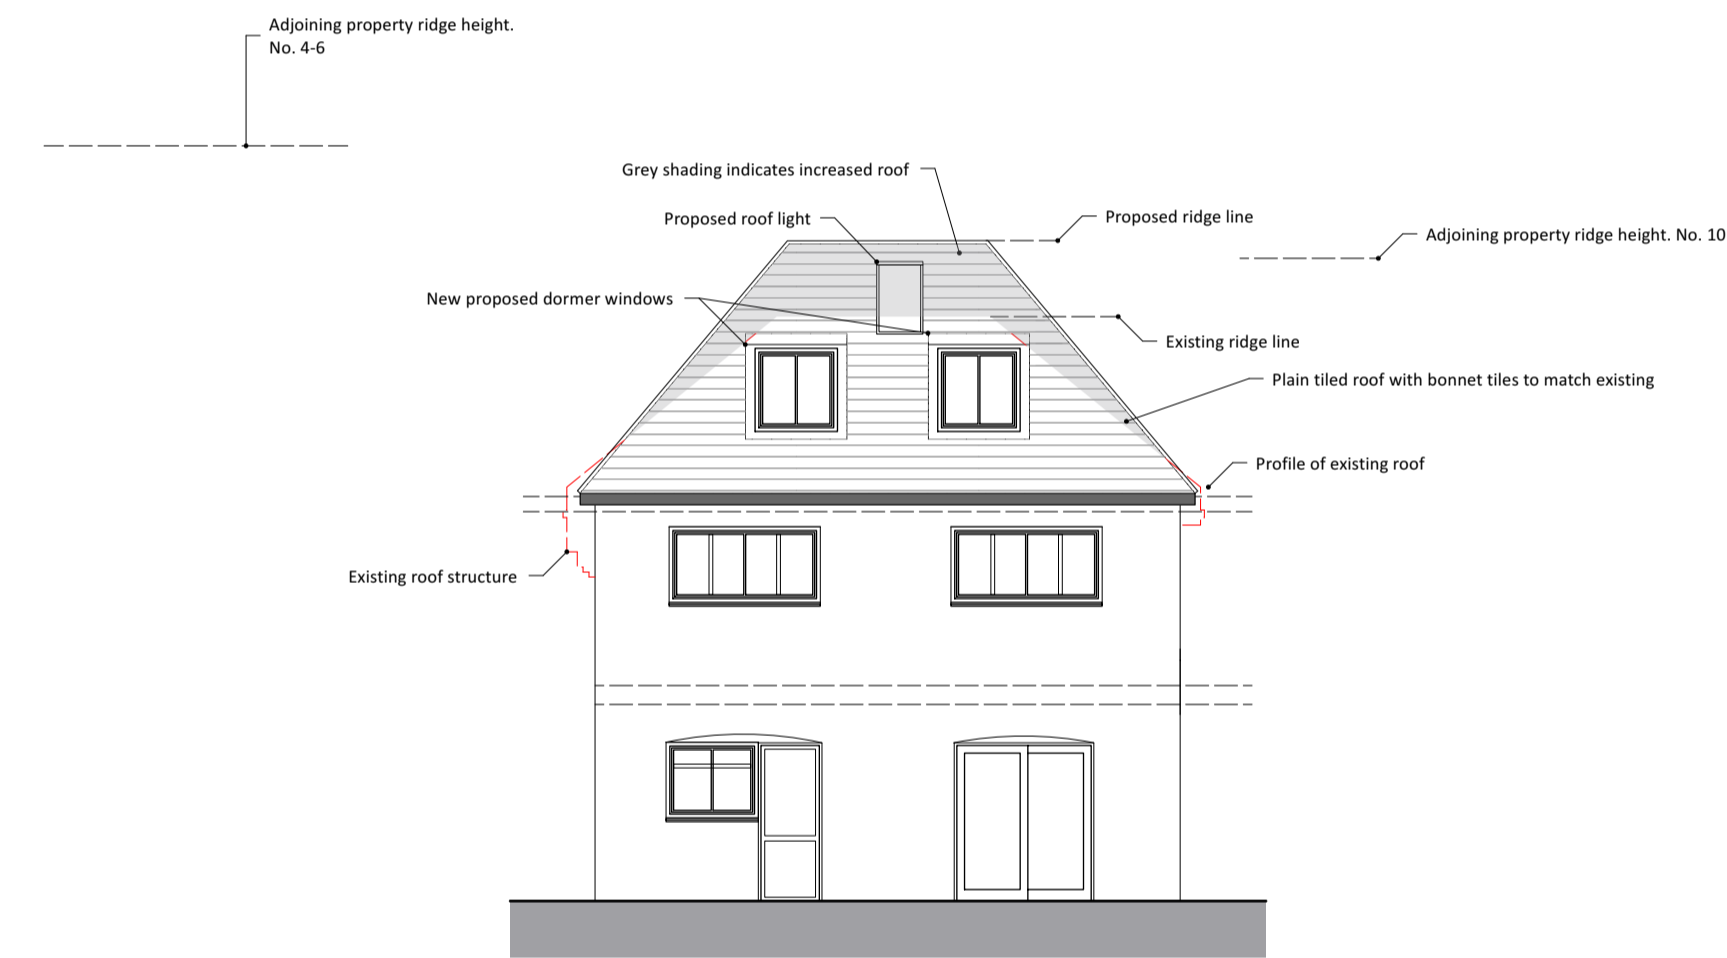 Adjoining property ridge height.
No. 4-6
Grey shading indicates increased roof
Proposed roof light
Proposed ridge line
Adjoining property ridge height. No. 10
New proposed dormer windows
Existing ridge line
Plain tiled roof with bonnet tiles to match existing
Profile of existing roof
Existing roof structure